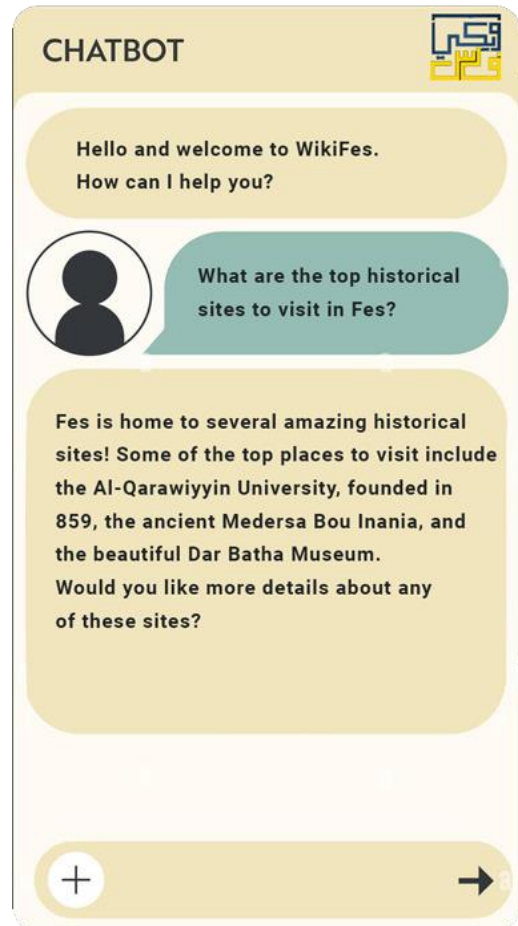 CHATBOT
ويكي
فاس
Hello and welcome to WikiFes.
How can I help you?
What are the top historical
sites to visit in Fes?
Fes is home to several amazing historical
sites! Some of the top places to visit include
the Al-Qarawiyyin University, founded in
859, the ancient Medersa Bou Inania, and
the beautiful Dar Batha Museum.
Would you like more details about any
of these sites?